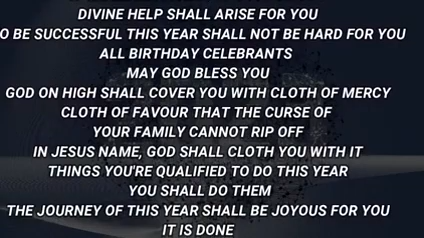 DIVINE HELP SHALL ARISE FOR YOU
O BE SUCCESSFUL THIS YEAR SHALL NOT BE HARD FOR YOU
ALL BIRTHDAY CELEBRANTS
MAY GOD BLESS YOU
GOD ON HIGH SHALL COVER YOU WITH CLOTH OF MERCY
CLOTH OF FAVOUR THAT THE CURSE OF
YOUR FAMILY CANNOT RIP OFF
IN JESUS NAME, GOD SHALL CLOTH YOU WITH IT
THINGS YOU'RE QUALIFIED TO DO THIS YEAR
YOU SHALL DO THEM
THE JOURNEY OF THIS YEAR SHALL BE JOYOUS FOR YOU
IT IS DONE